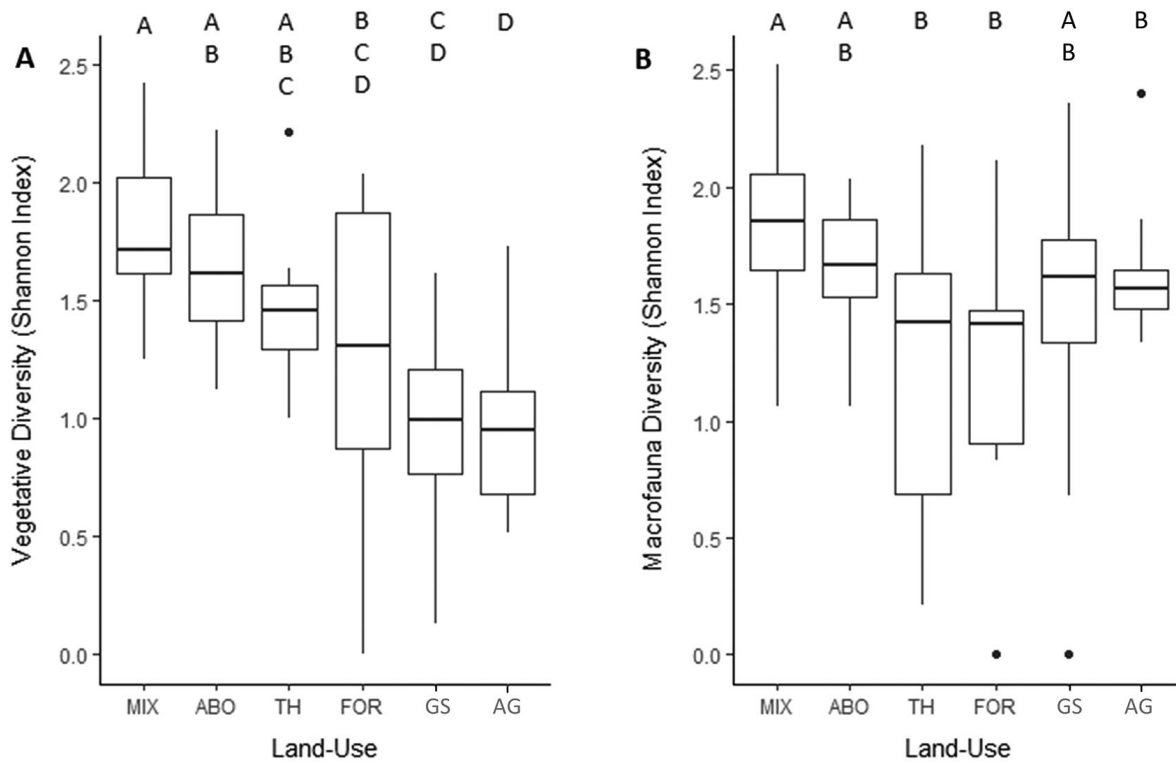 A A A B C D
B B C D
C D
A
2.5
2.0
1.5
1.0
0.5
0.0
Vegetative Diversity (Shannon Index)
MIX ABO TH FOR GS AG
Land-Use
A A B B A B
B B
B
2.5
2.0
1.5
1.0
0.5
0.0
Macrofauna Diversity (Shannon Index)
MIX ABO TH FOR GS AG
Land-Use